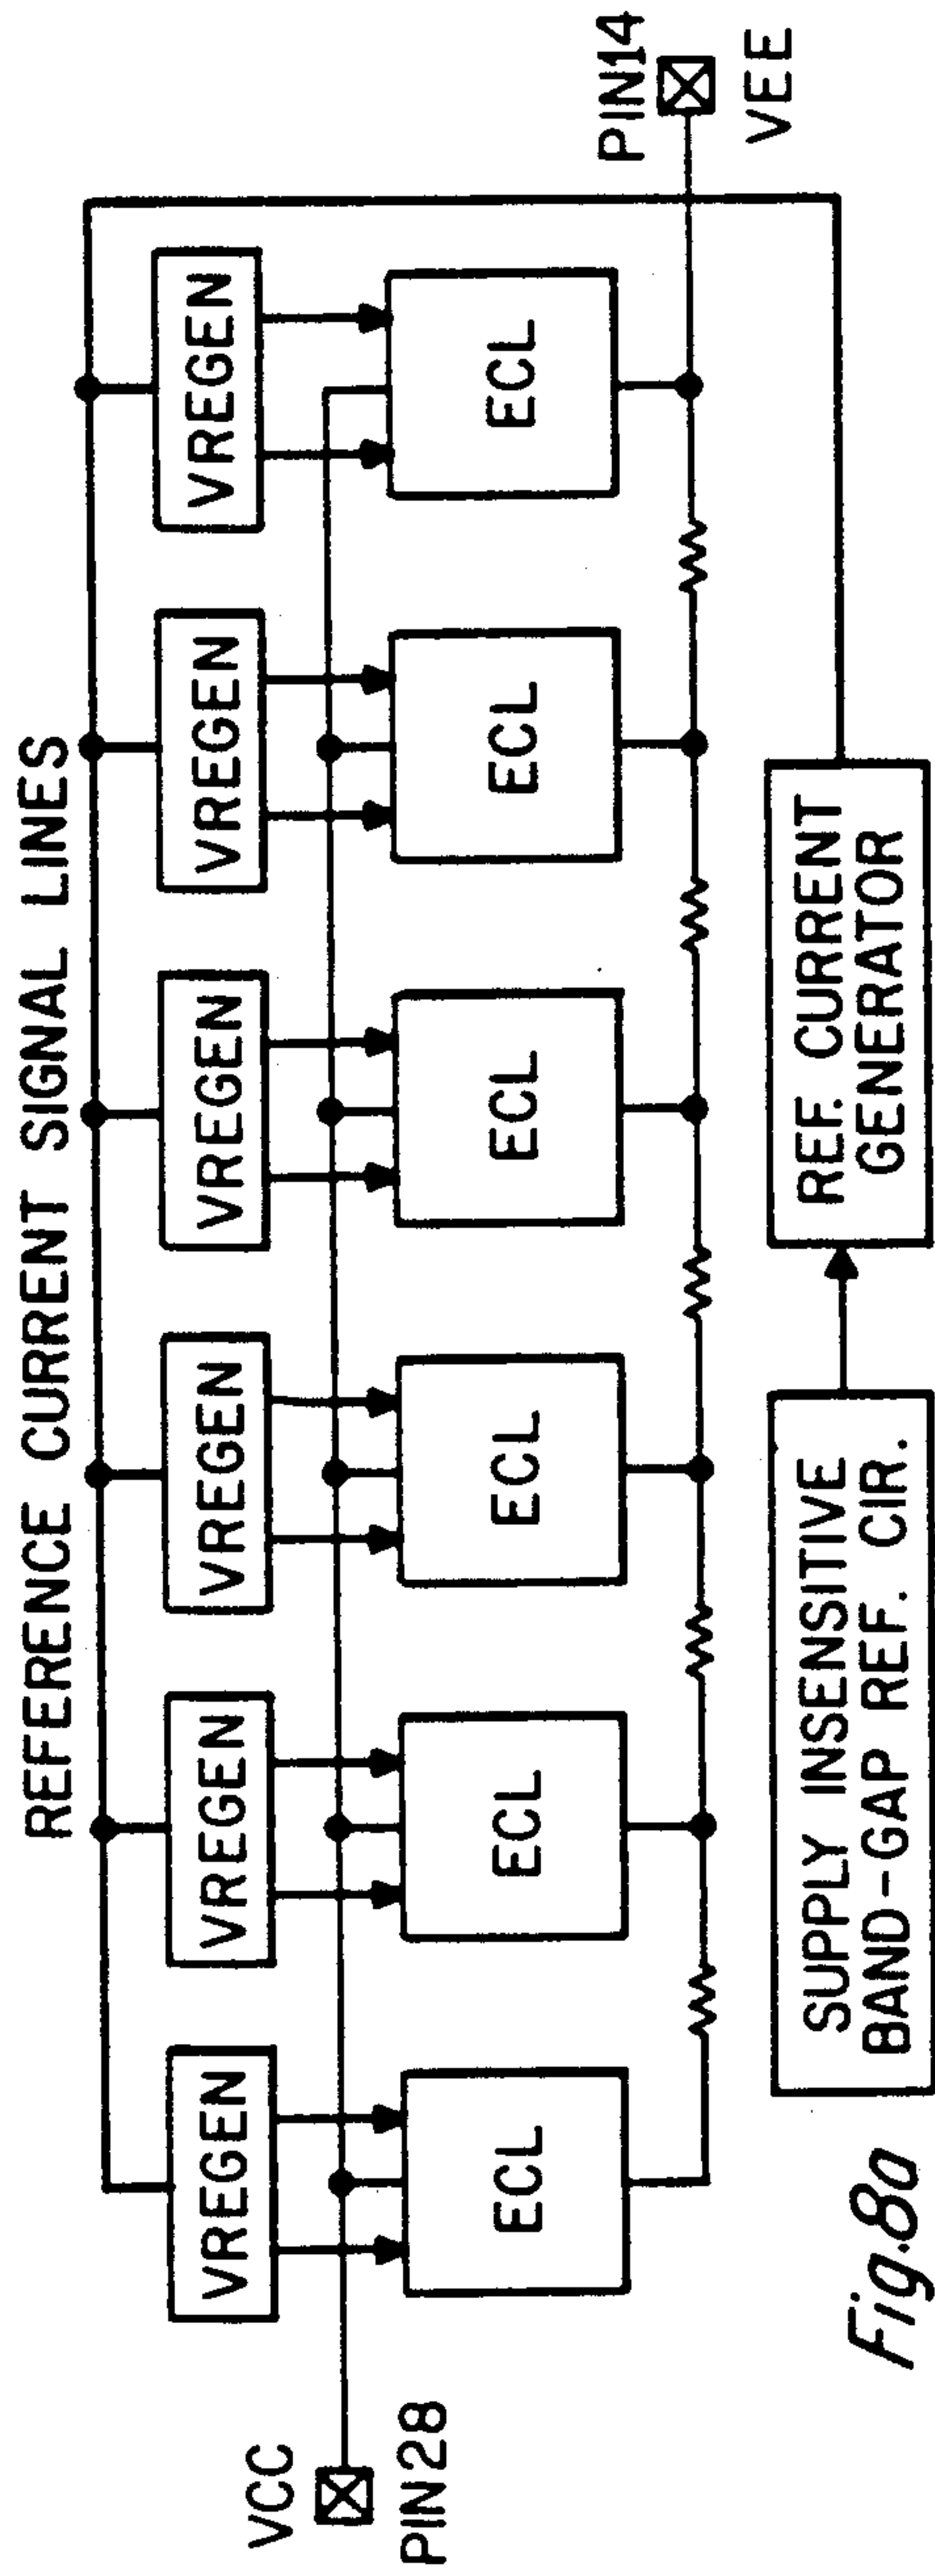 REFERENCE CURRENT SIGNAL LINES
VREGEN
VREGEN
VREGEN
VREGEN
VREGEN
VREGEN
VCC
PIN28
ECL
ECL
ECL
ECL
ECL
ECL
PIN14
VEE
SUPPLY INSENSITIVE
BAND-GAP REF. CIR.
REF. CURRENT
GENERATOR
Fig.8a